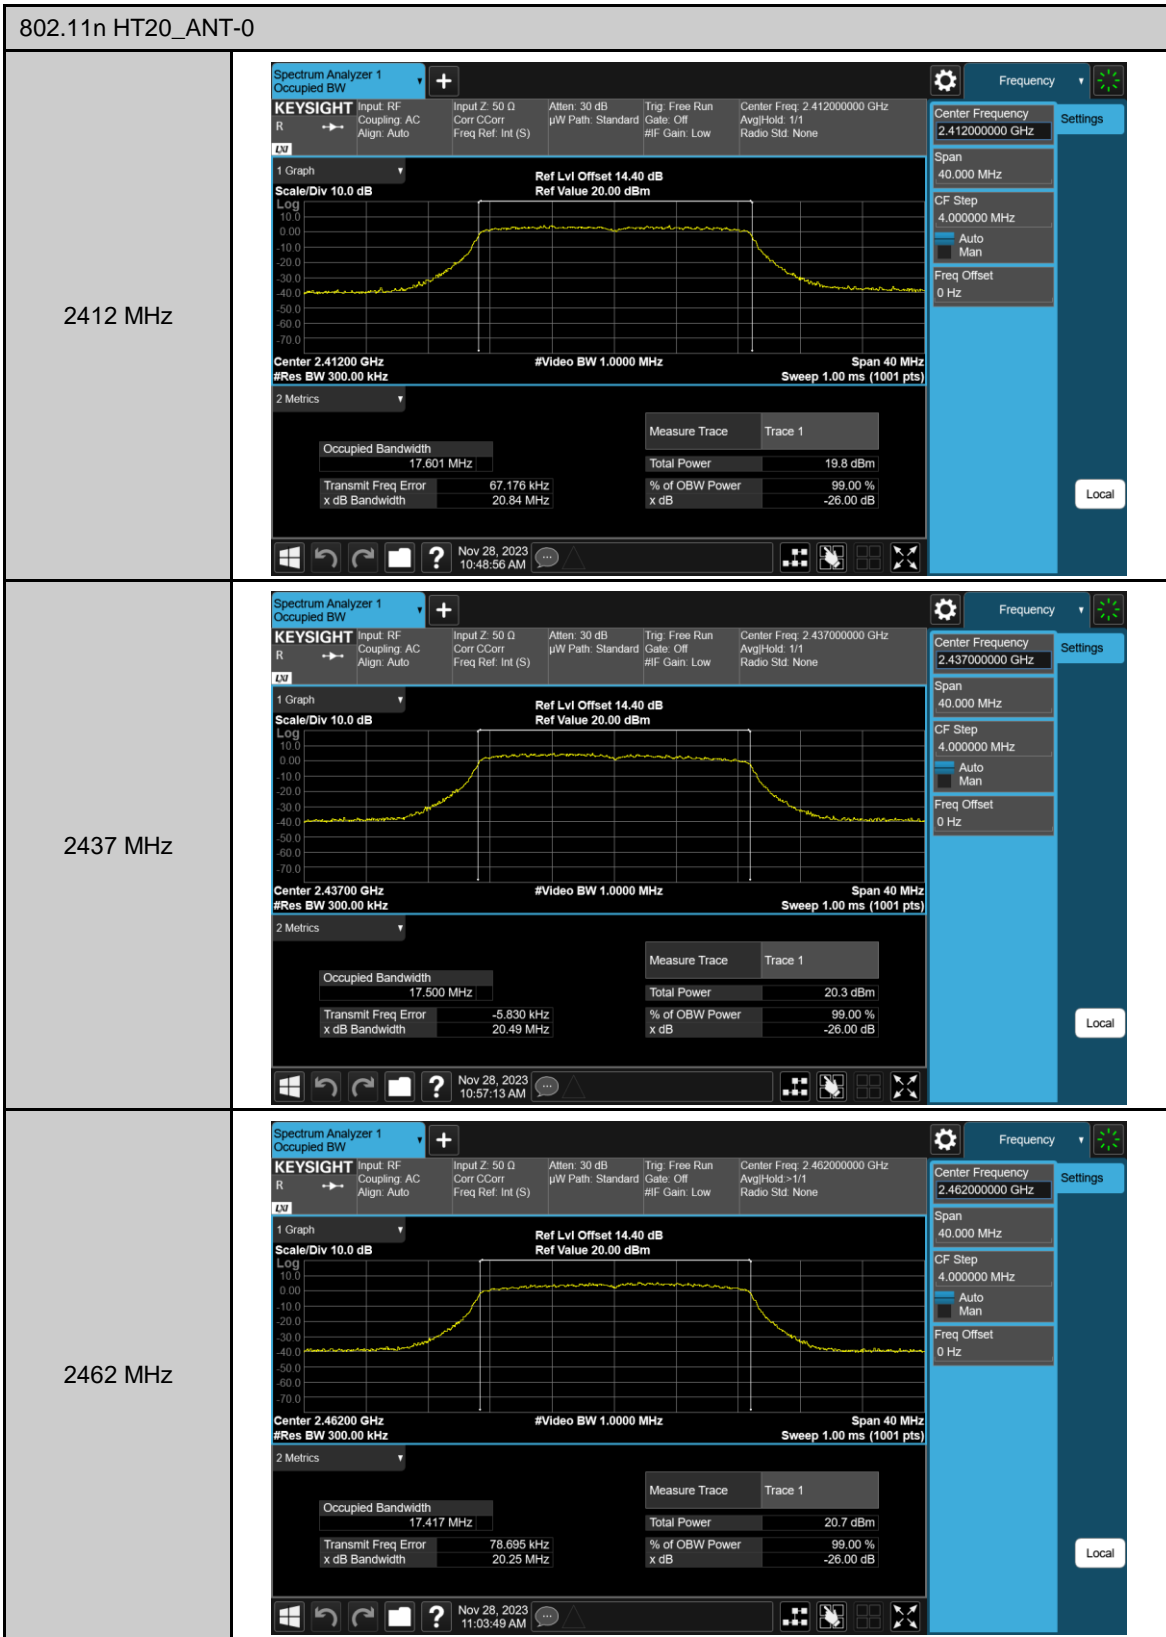 802.11n HT20_ANT-0
2412 MHz
Spectrum Analyzer 1
Occupied BW
Frequency
KEYSIGHT
R
LXI
Input: RF
Coupling: AC
Align: Auto
Input Z: 50 Ω
Corr CCorr
Freq Ref: Int (S)
Atten: 30 dB
µW Path: Standard
Trig: Free Run
Gate: Off
#IF Gain: Low
Center Freq: 2.412000000 GHz
Avg|Hold: 1/1
Radio Std: None
Center Frequency
2.412000000 GHz
Settings
Span
40.000 MHz
CF Step
4.000000 MHz
Auto
Man
Freq Offset
0 Hz
1 Graph
Scale/Div 10.0 dB
Ref Lvl Offset 14.40 dB
Ref Value 20.00 dBm
Log
10.0
0.00
-10.0
-20.0
-30.0
-40.0
-50.0
-60.0
-70.0
Center 2.41200 GHz
#Video BW 1.0000 MHz
Span 40 MHz
#Res BW 300.00 kHz
Sweep 1.00 ms (1001 pts)
2 Metrics
Measure Trace Trace 1
Occupied Bandwidth
17.601 MHz
Total Power 19.8 dBm
Transmit Freq Error 67.176 kHz
% of OBW Power 99.00 %
x dB Bandwidth 20.84 MHz
x dB -26.00 dB
Local
?
Nov 28, 2023
10:48:56 AM
2437 MHz
Spectrum Analyzer 1
Occupied BW
Frequency
KEYSIGHT
R
LXI
Input: RF
Coupling: AC
Align: Auto
Input Z: 50 Ω
Corr CCorr
Freq Ref: Int (S)
Atten: 30 dB
µW Path: Standard
Trig: Free Run
Gate: Off
#IF Gain: Low
Center Freq: 2.437000000 GHz
Avg|Hold: 1/1
Radio Std: None
Center Frequency
2.437000000 GHz
Settings
Span
40.000 MHz
CF Step
4.000000 MHz
Auto
Man
Freq Offset
0 Hz
1 Graph
Scale/Div 10.0 dB
Ref Lvl Offset 14.40 dB
Ref Value 20.00 dBm
Log
10.0
0.00
-10.0
-20.0
-30.0
-40.0
-50.0
-60.0
-70.0
Center 2.43700 GHz
#Video BW 1.0000 MHz
Span 40 MHz
#Res BW 300.00 kHz
Sweep 1.00 ms (1001 pts)
2 Metrics
Measure Trace Trace 1
Occupied Bandwidth
17.500 MHz
Total Power 20.3 dBm
Transmit Freq Error -5.830 kHz
% of OBW Power 99.00 %
x dB Bandwidth 20.49 MHz
x dB -26.00 dB
Local
?
Nov 28, 2023
10:57:13 AM
2462 MHz
Spectrum Analyzer 1
Occupied BW
Frequency
KEYSIGHT
R
LXI
Input: RF
Coupling: AC
Align: Auto
Input Z: 50 Ω
Corr CCorr
Freq Ref: Int (S)
Atten: 30 dB
µW Path: Standard
Trig: Free Run
Gate: Off
#IF Gain: Low
Center Freq: 2.462000000 GHz
Avg|Hold:>1/1
Radio Std: None
Center Frequency
2.462000000 GHz
Settings
Span
40.000 MHz
CF Step
4.000000 MHz
Auto
Man
Freq Offset
0 Hz
1 Graph
Scale/Div 10.0 dB
Ref Lvl Offset 14.40 dB
Ref Value 20.00 dBm
Log
10.0
0.00
-10.0
-20.0
-30.0
-40.0
-50.0
-60.0
-70.0
Center 2.46200 GHz
#Video BW 1.0000 MHz
Span 40 MHz
#Res BW 300.00 kHz
Sweep 1.00 ms (1001 pts)
2 Metrics
Measure Trace Trace 1
Occupied Bandwidth
17.417 MHz
Total Power 20.7 dBm
Transmit Freq Error 78.695 kHz
% of OBW Power 99.00 %
x dB Bandwidth 20.25 MHz
x dB -26.00 dB
Local
?
Nov 28, 2023
11:03:49 AM